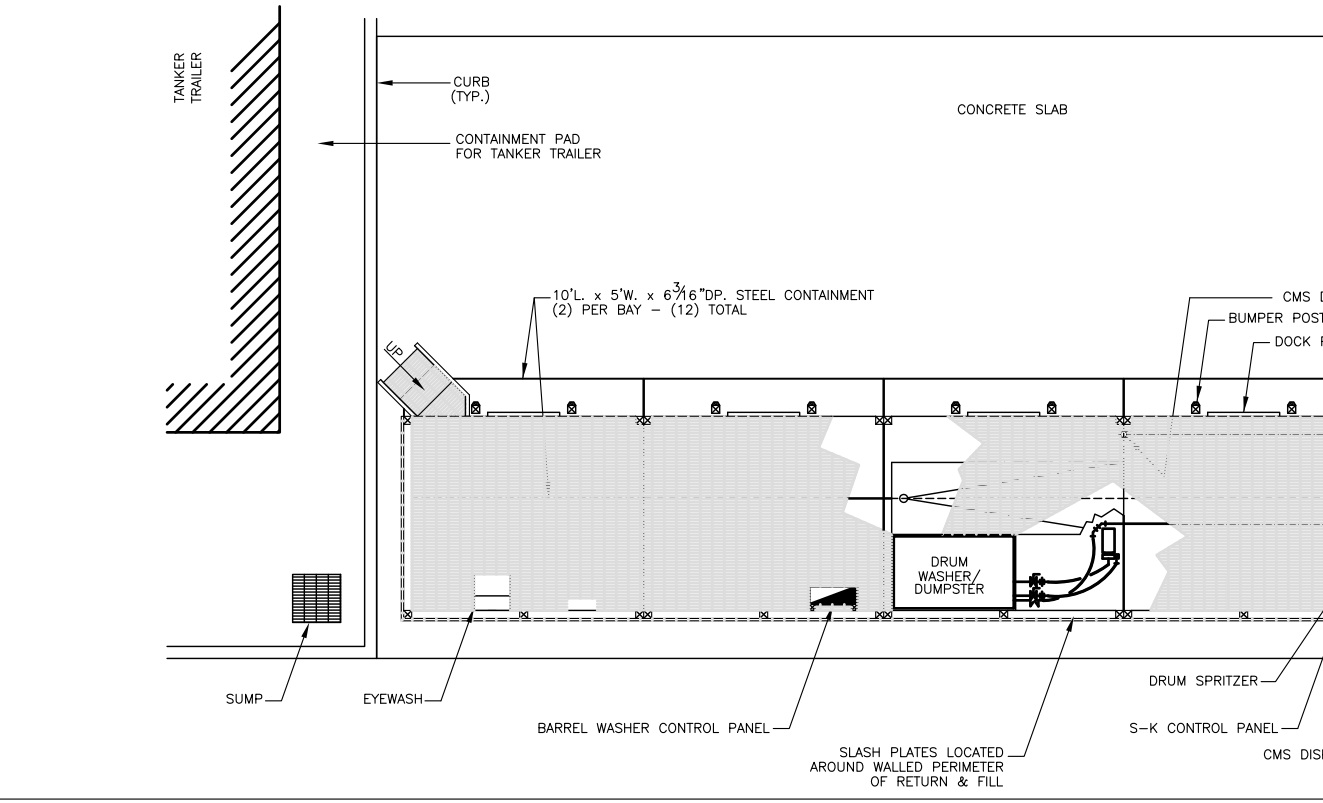 TANKER
TRAILER
CURB
(TYP.)
CONTAINMENT PAD
FOR TANKER TRAILER
CONCRETE SLAB
10'L. x 5'W. x 6 3/16"DP. STEEL CONTAINMENT
(2) PER BAY – (12) TOTAL
CMS
BUMPER POST
DOCK
UP
DRUM
WASHER/
DUMPSTER
SUMP
EYEWASH
BARREL WASHER CONTROL PANEL
SLASH PLATES LOCATED
AROUND WALLED PERIMETER
OF RETURN & FILL
DRUM SPRITZER
S–K CONTROL PANEL
CMS